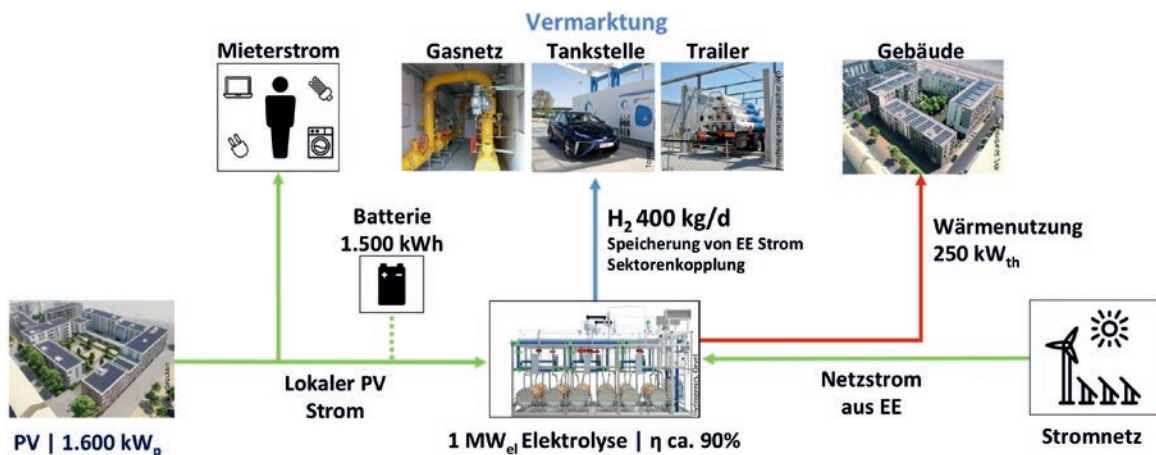 Vermarktung
Mieterstrom
Gasnetz
Tankstelle
Trailer
Gebäude
Batterie
1.500 kWh
H₂ 400 kg/d
Speicherung von EE Strom
Sektorenkopplung
Wärmenutzung
250 kWₜₕ
Lokaler PV
Strom
Netzstrom
aus EE
PV | 1.600 kWₚ
1 MWₑₗ Elektrolyse | η ca. 90%
Stromnetz